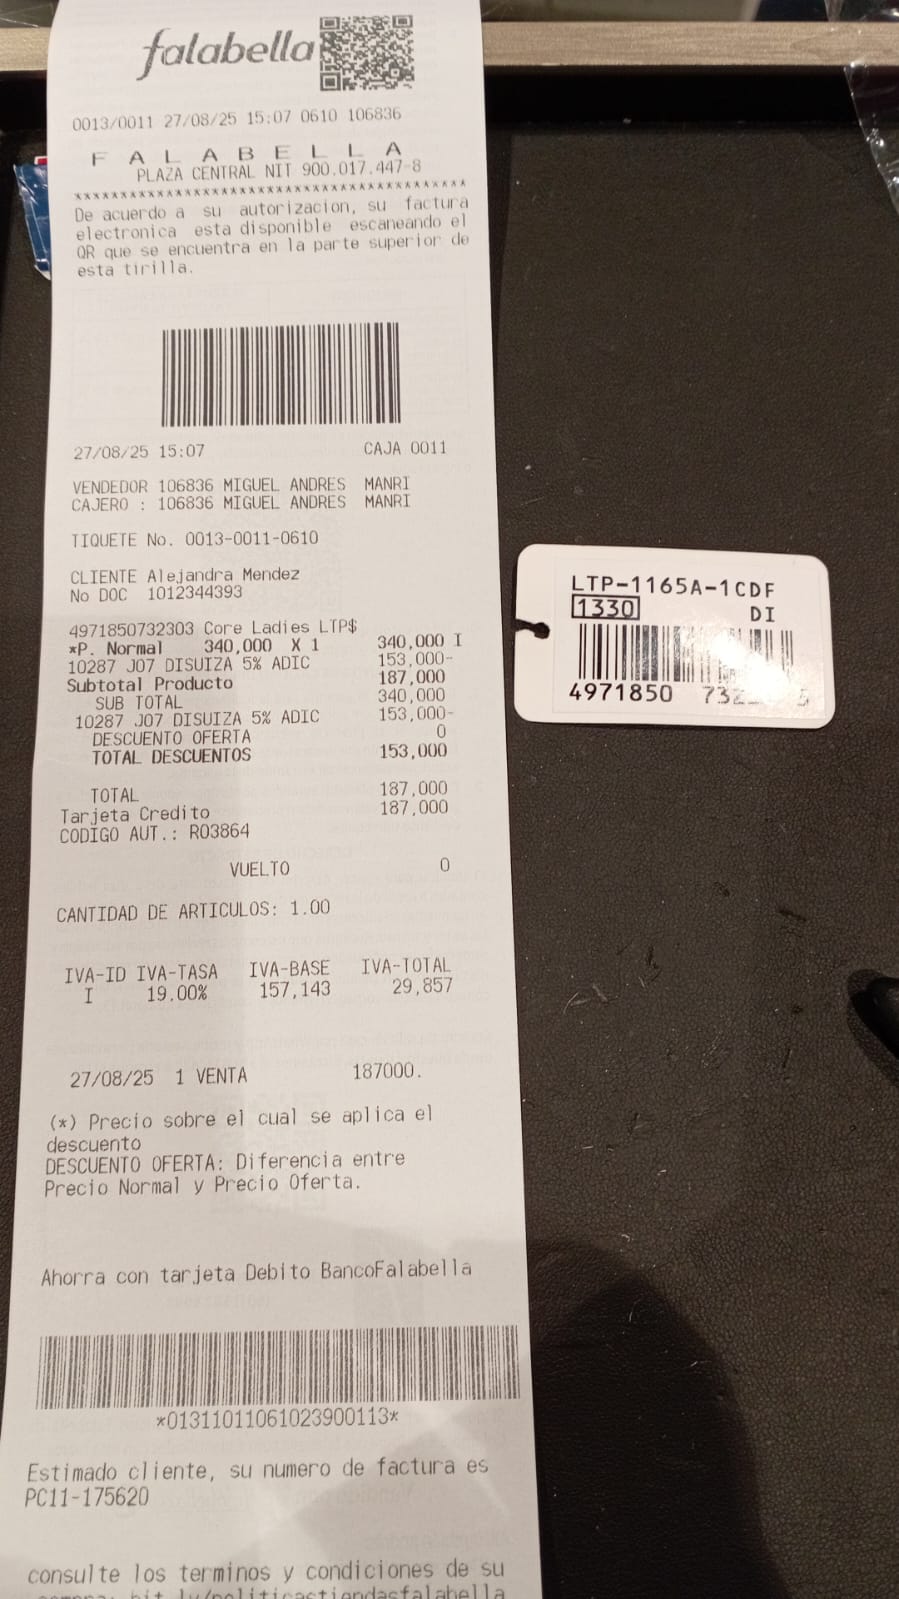 falabella
0013/0011 27/08/25 15:07 0610 106836
F A L A B E L L A
PLAZA CENTRAL NIT 900.017.447-8
De acuerdo a su autorizacion, su factura
electronica esta disponible escaneando el
QR que se encuentra en la parte superior de
esta tirilla.
27/08/25 15:07 CAJA 0011
VENDEDOR 106836 MIGUEL ANDRES MANRI
CAJERO : 106836 MIGUEL ANDRES MANRI
TIQUETE No. 0013-0011-0610
CLIENTE Alejandra Mendez
No DOC 1012344393
4971850732303 Core Ladies LTP$
*P. Normal 340,000 X 1 340,000 I
10287 J07 DISUIZA 5% ADIC 153,000-
Subtotal Producto 187,000
SUB TOTAL 340,000
10287 J07 DISUIZA 5% ADIC 153,000-
DESCUENTO OFERTA 0
TOTAL DESCUENTOS 153,000
TOTAL 187,000
Tarjeta Credito 187,000
CODIGO AUT.: R03864
VUELTO 0
CANTIDAD DE ARTICULOS: 1.00
IVA-ID IVA-TASA IVA-BASE IVA-TOTAL
I 19.00% 157,143 29,857
27/08/25 1 VENTA 187000.
(*) Precio sobre el cual se aplica el
descuento
DESCUENTO OFERTA: Diferencia entre
Precio Normal y Precio Oferta.
Ahorra con tarjeta Debito BancoFalabella
*01311011061023900113*
Estimado cliente, su numero de factura es
PC11-175620
consulte los terminos y condiciones de su
LTP-1165A-1CDF
1330 DI
4971850